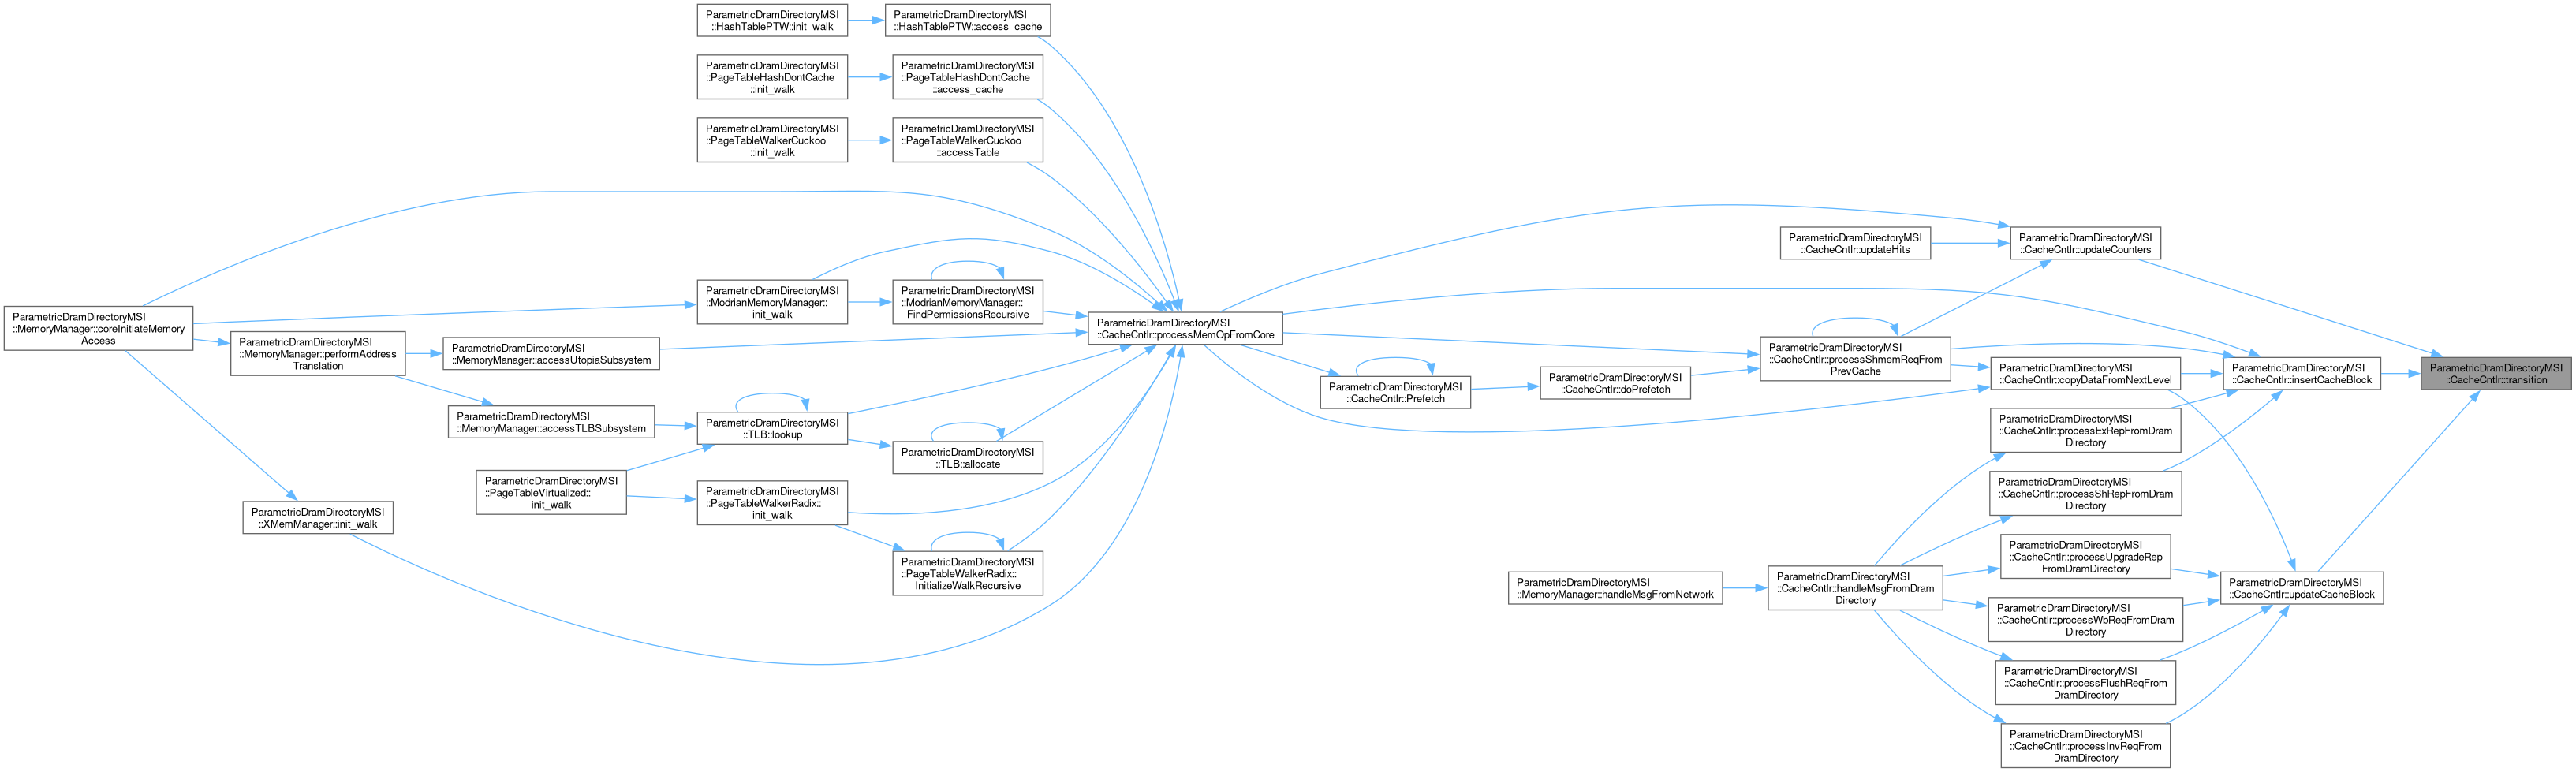 ParametricDramDirectoryMSI
::HashTablePTW::init_walk
ParametricDramDirectoryMSI
::HashTablePTW::access_cache
ParametricDramDirectoryMSI
::PageTableHashDontCache
::init_walk
ParametricDramDirectoryMSI
::PageTableHashDontCache
::access_cache
ParametricDramDirectoryMSI
::PageTableWalkerCuckoo
::init_walk
ParametricDramDirectoryMSI
::PageTableWalkerCuckoo
::accessTable
ParametricDramDirectoryMSI
::MemoryManager::coreInitiateMemory
Access
ParametricDramDirectoryMSI
::MemoryManager::performAddress
Translation
ParametricDramDirectoryMSI
::MemoryManager::accessUtopiaSubsystem
ParametricDramDirectoryMSI
::ModrianMemoryManager::
init_walk
ParametricDramDirectoryMSI
::ModrianMemoryManager::
FindPermissionsRecursive
ParametricDramDirectoryMSI
::CacheCntlr::processMemOpFromCore
ParametricDramDirectoryMSI
::MemoryManager::accessTLBSubsystem
ParametricDramDirectoryMSI
::TLB::lookup
ParametricDramDirectoryMSI
::TLB::allocate
ParametricDramDirectoryMSI
::PageTableVirtualized::
init_walk
ParametricDramDirectoryMSI
::PageTableWalkerRadix::
init_walk
ParametricDramDirectoryMSI
::XMemManager::init_walk
ParametricDramDirectoryMSI
::PageTableWalkerRadix::
InitializeWalkRecursive
ParametricDramDirectoryMSI
::CacheCntlr::updateHits
ParametricDramDirectoryMSI
::CacheCntlr::updateCounters
ParametricDramDirectoryMSI
::CacheCntlr::processShmemReqFrom
PrevCache
ParametricDramDirectoryMSI
::CacheCntlr::Prefetch
ParametricDramDirectoryMSI
::CacheCntlr::doPrefetch
ParametricDramDirectoryMSI
::CacheCntlr::copyDataFromNextLevel
ParametricDramDirectoryMSI
::CacheCntlr::insertCacheBlock
ParametricDramDirectoryMSI
::CacheCntlr::transition
ParametricDramDirectoryMSI
::CacheCntlr::processExRepFromDram
Directory
ParametricDramDirectoryMSI
::CacheCntlr::processShRepFromDram
Directory
ParametricDramDirectoryMSI
::CacheCntlr::processUpgradeRep
FromDramDirectory
ParametricDramDirectoryMSI
::MemoryManager::handleMsgFromNetwork
ParametricDramDirectoryMSI
::CacheCntlr::handleMsgFromDram
Directory
ParametricDramDirectoryMSI
::CacheCntlr::processWbReqFromDram
Directory
ParametricDramDirectoryMSI
::CacheCntlr::updateCacheBlock
ParametricDramDirectoryMSI
::CacheCntlr::processFlushReqFrom
DramDirectory
ParametricDramDirectoryMSI
::CacheCntlr::processInvReqFrom
DramDirectory